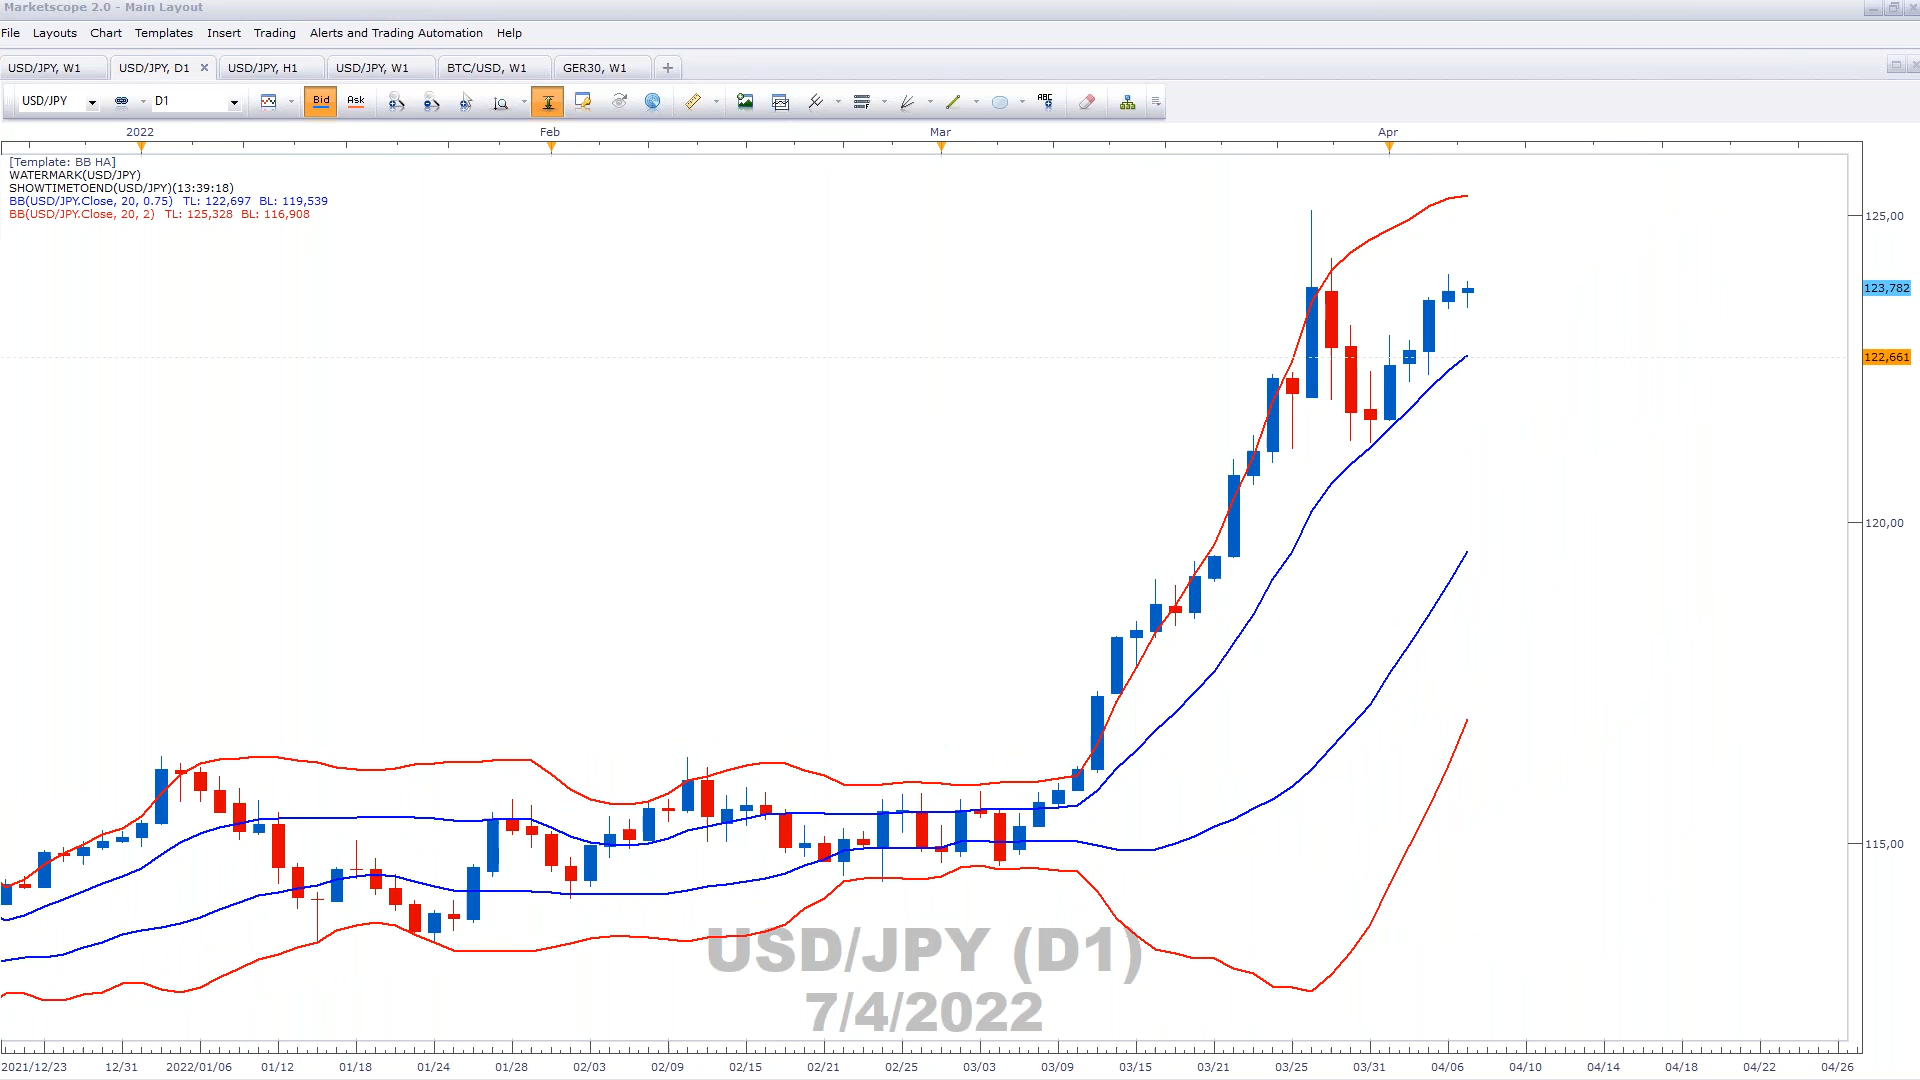 Marketscope 2.0 - Main Layout
File Layouts Chart Templates Insert Trading Alerts and Trading Automation Help
USD/JPY, W1 USD/JPY, D1 USD/JPY, H1 USD/JPY, W1 BTC/USD, W1 GER30, W1
USD/JPY D1 Bid Ask ABC
2022 Feb Mar Apr
[Template: BB HA]
WATERMARK(USD/JPY)
SHOWTIMETOEND(USD/JPY)(13:39:18)
BB(USD/JPY.Close, 20, 0.75) TL: 122,697 BL: 119,539
BB(USD/JPY.Close, 20, 2) TL: 125,328 BL: 116,908
125,00
123,782
122,661
120,00
115,00
USD/JPY (D1)
7/4/2022
2021/12/23 12/31 2022/01/06 01/12 01/18 01/24 01/28 02/03 02/09 02/15 02/21 02/25 03/03 03/09 03/15 03/21 03/25 03/31 04/06 04/10 04/14 04/18 04/22 04/26